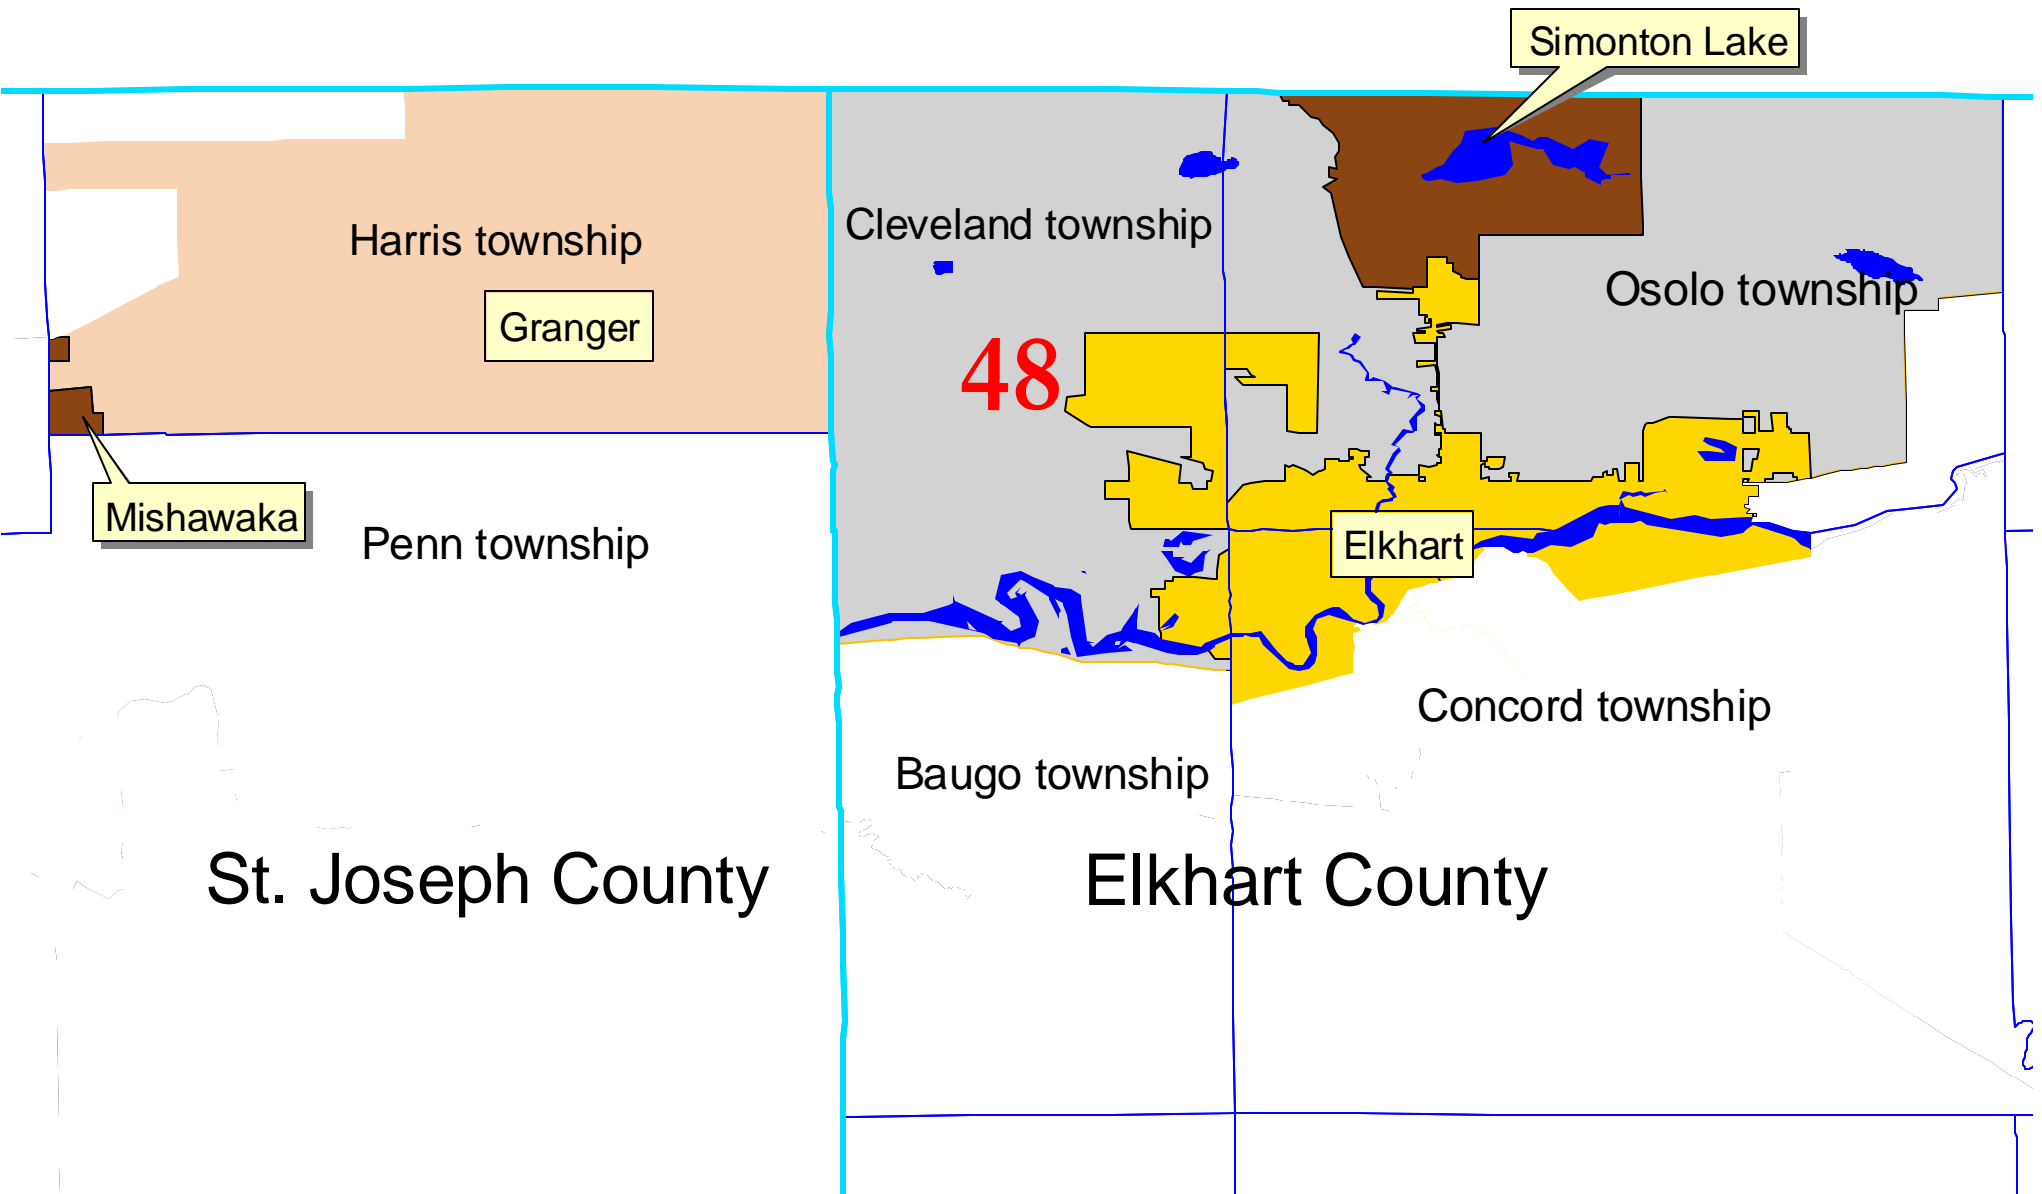 Simonton Lake
Harris township
Cleveland township
Osolo township
Granger
48
Mishawaka
Penn township
Elkhart
Concord township
Baugo township
St. Joseph County
Elkhart County